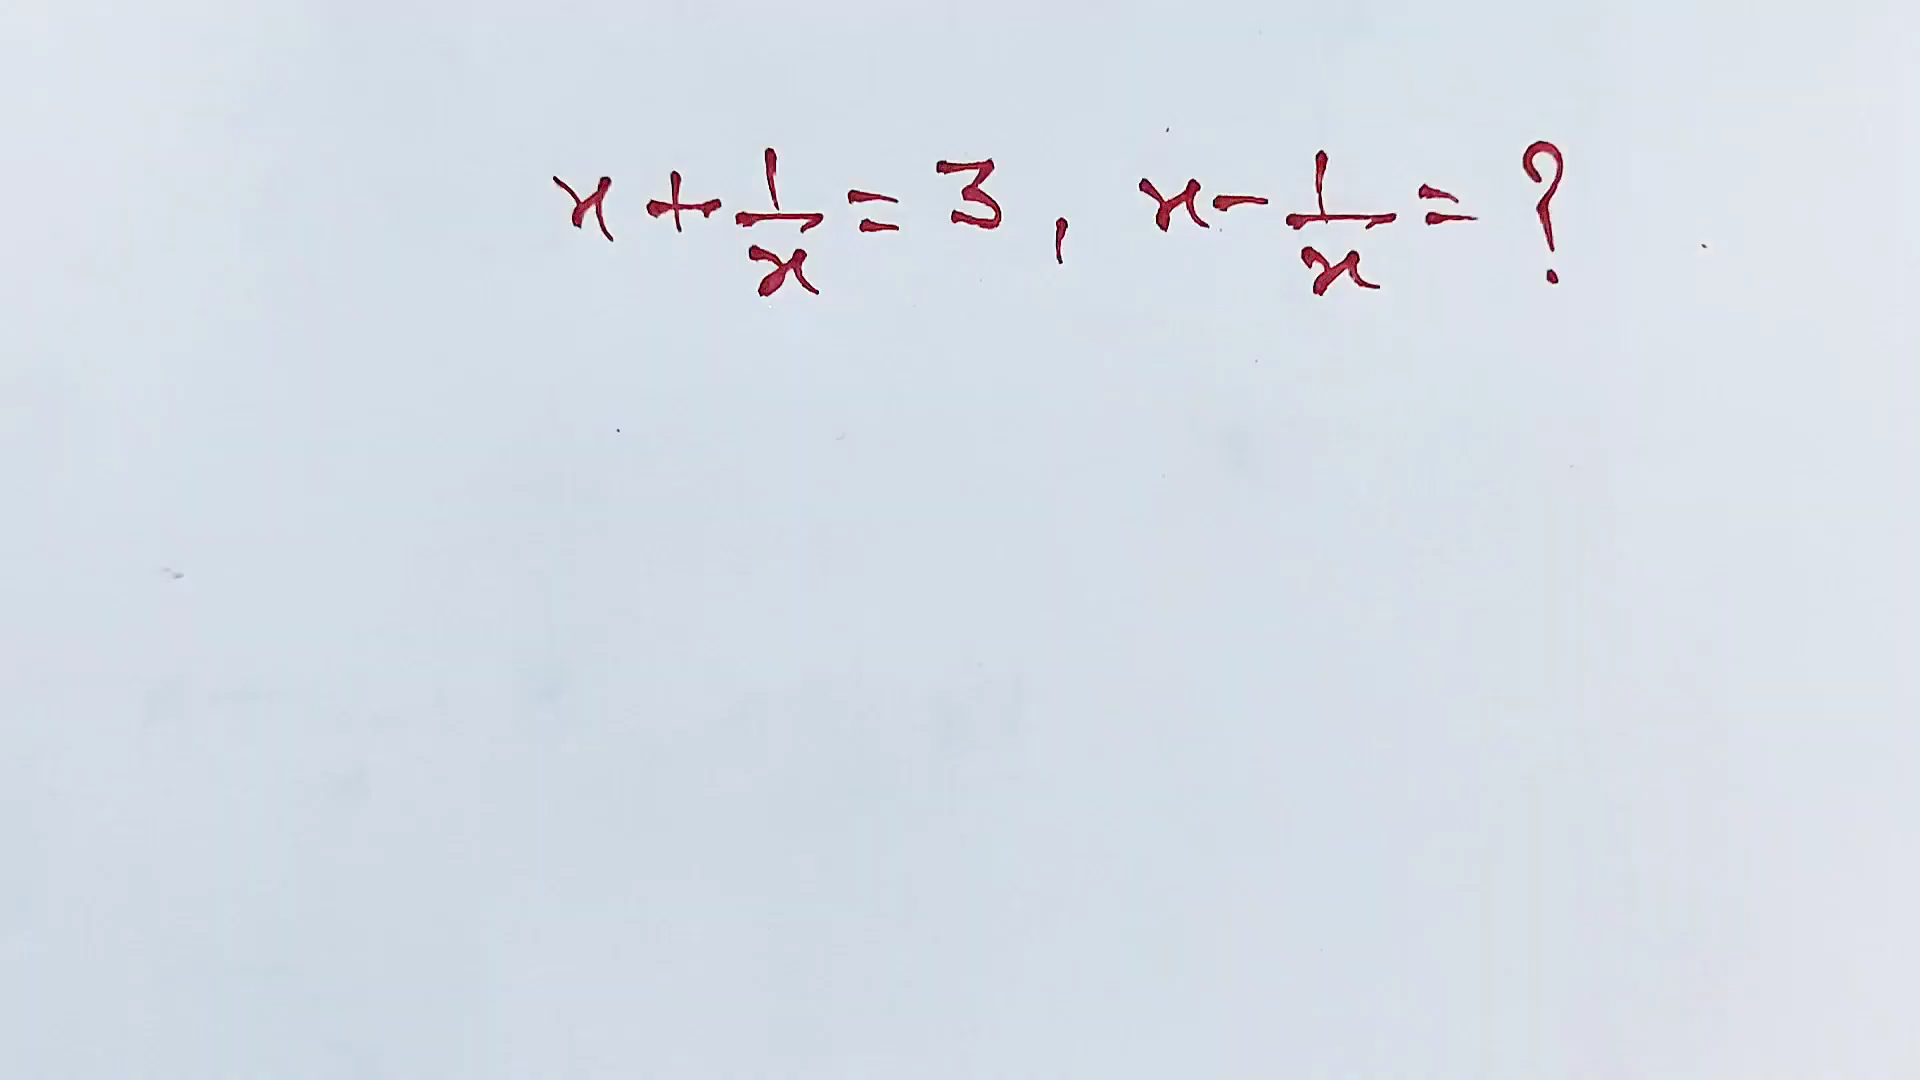 x + 1/x = 3, x - 1/x = ?